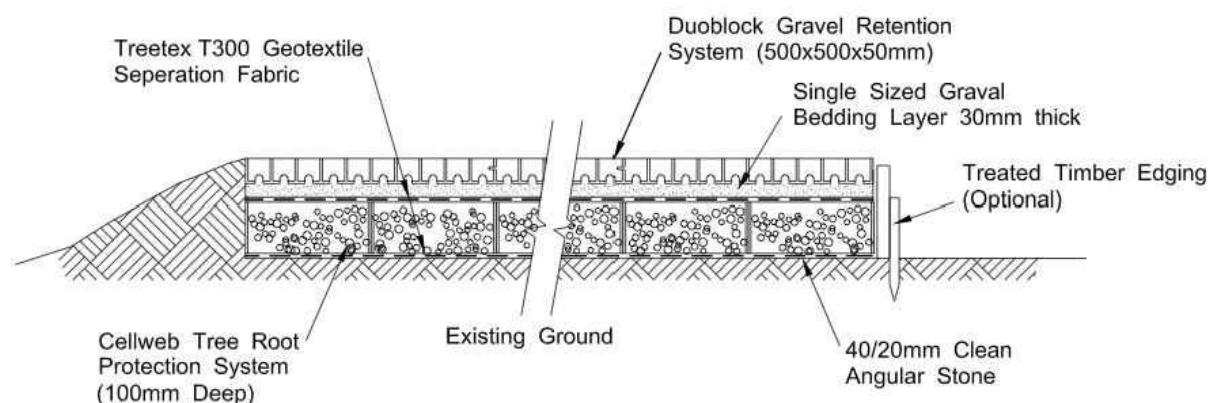 Treetex T300 Geotextile
Seperation Fabric
Duoblock Gravel Retention
System (500x500x50mm)
Single Sized Graval
Bedding Layer 30mm thick
Treated Timber Edging
(Optional)
Cellweb Tree Root
Protection System
(100mm Deep)
Existing Ground
40/20mm Clean
Angular Stone